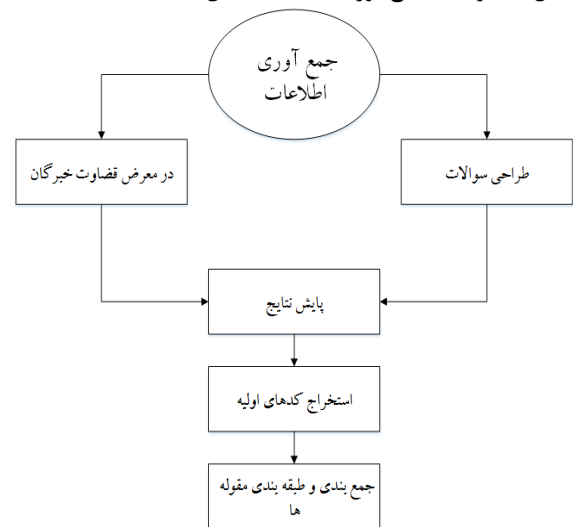 جمع آوری
اطلاعات
طراحی سوالات
در معرض قضاوت خبرگان
پایش نتایج
استخراج کدهای اولیه
جمع بندی و طبقه بندی مقوله
ها